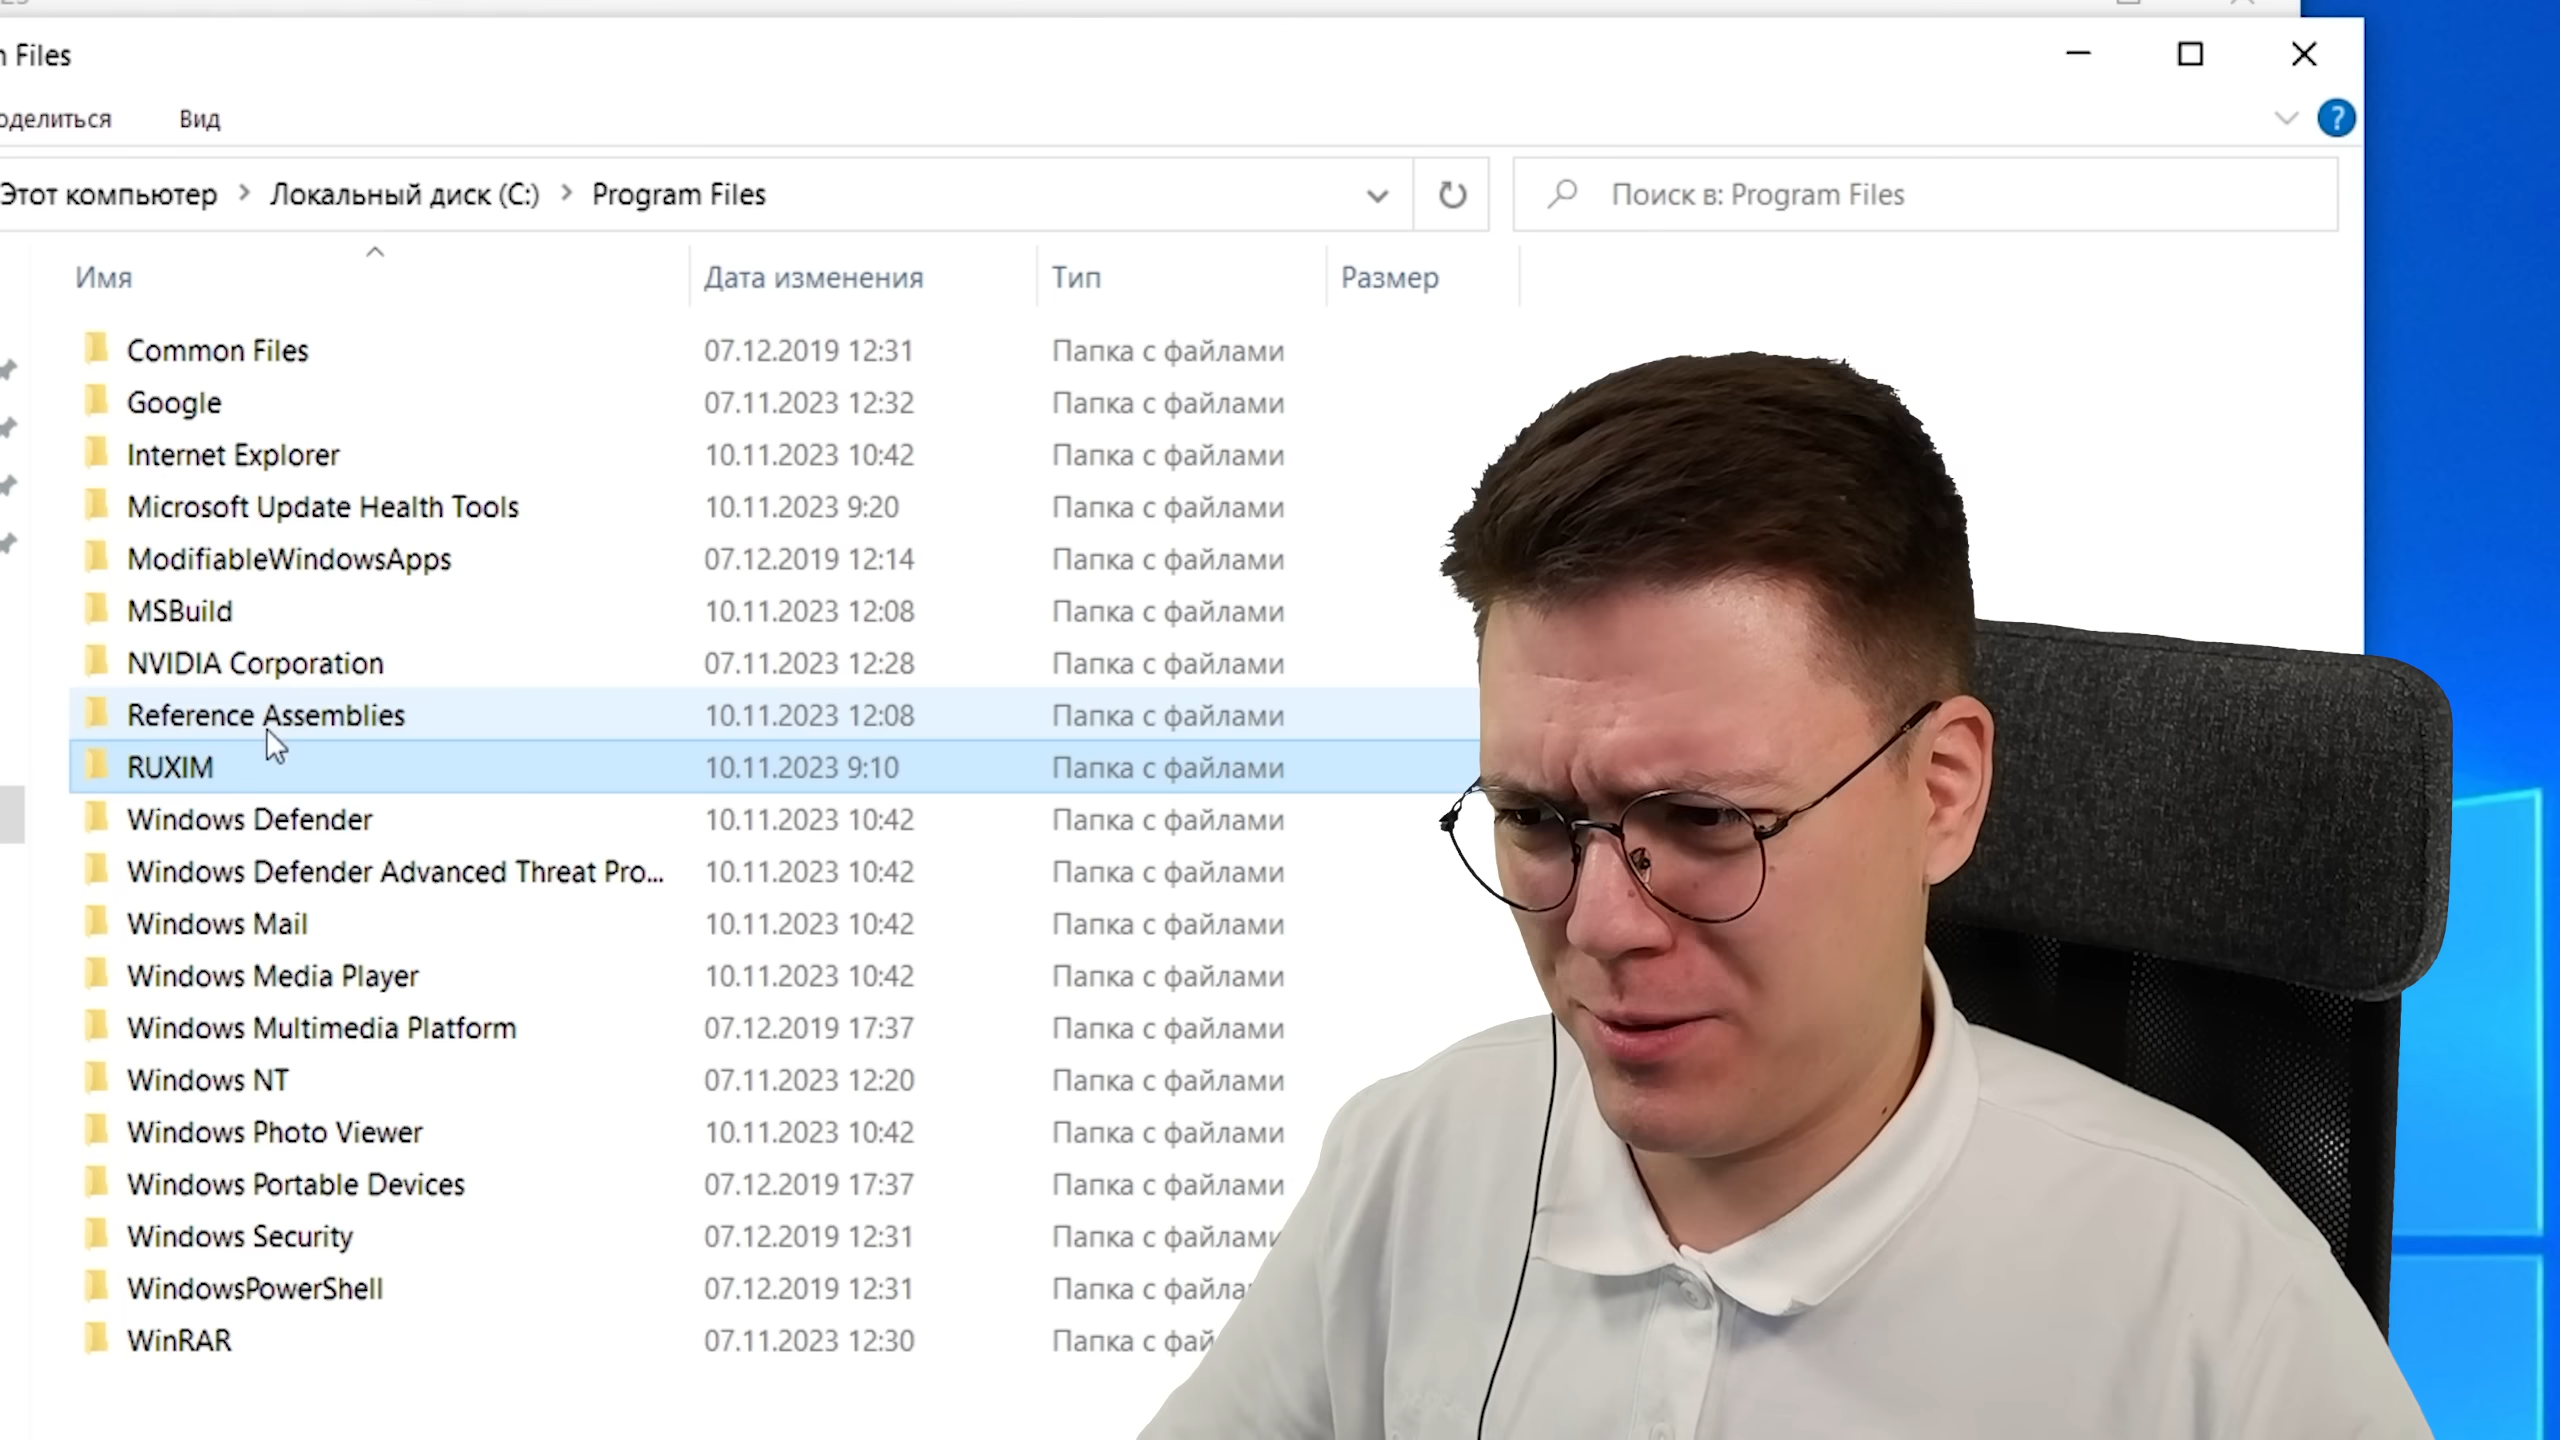 Files
Вид
?
Этот компьютер > Локальный диск (C:) > Program Files
Поиск в: Program Files
Имя Дата изменения Тип Размер
Common Files 07.12.2019 12:31 Папка с файлами
Google 07.11.2023 12:32 Папка с файлами
Internet Explorer 10.11.2023 10:42 Папка с файлами
Microsoft Update Health Tools 10.11.2023 9:20 Папка с файлами
ModifiableWindowsApps 07.12.2019 12:14 Папка с файлами
MSBuild 10.11.2023 12:08 Папка с файлами
NVIDIA Corporation 07.11.2023 12:28 Папка с файлами
Reference Assemblies 10.11.2023 12:08 Папка с файлами
RUXIM 10.11.2023 9:10 Папка с файлами
Windows Defender 10.11.2023 10:42 Папка с файлами
Windows Defender Advanced Threat Pro... 10.11.2023 10:42 Папка с файлами
Windows Mail 10.11.2023 10:42 Папка с файлами
Windows Media Player 10.11.2023 10:42 Папка с файлами
Windows Multimedia Platform 07.12.2019 17:37 Папка с файлами
Windows NT 07.11.2023 12:20 Папка с файлами
Windows Photo Viewer 10.11.2023 10:42 Папка с файлами
Windows Portable Devices 07.12.2019 17:37 Папка с файлами
Windows Security 07.12.2019 12:31 Папка с файлами
WindowsPowerShell 07.12.2019 12:31 Папка с файла
WinRAR 07.11.2023 12:30 Папка с фай